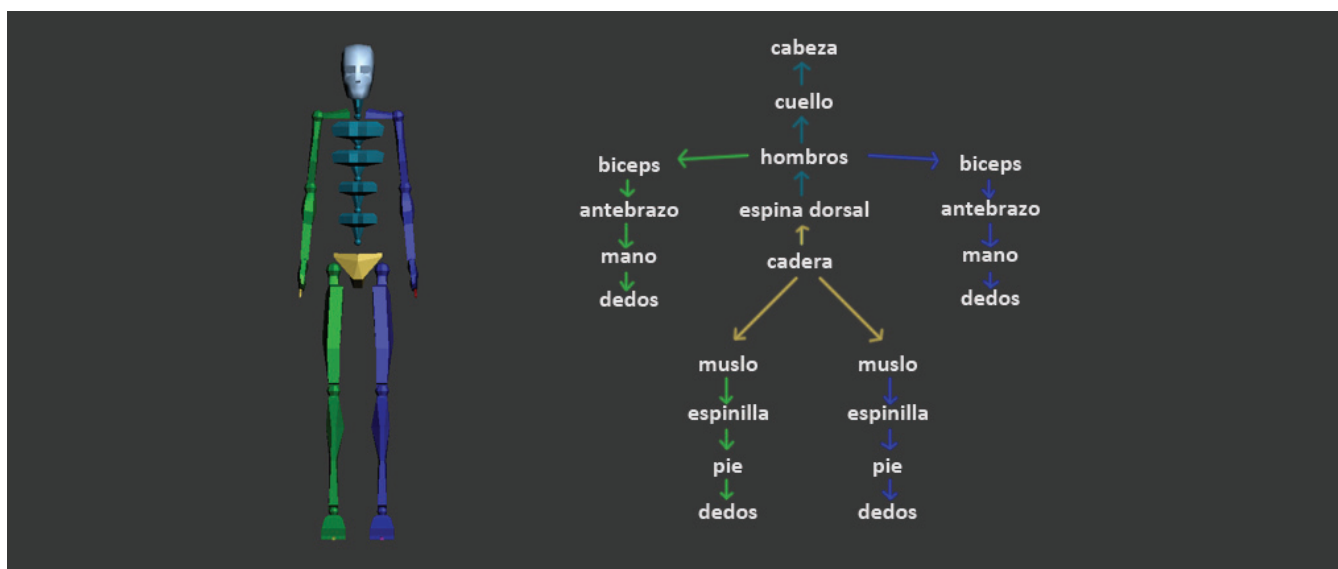 cabeza
cuello
biceps hombros biceps
antebrazo espina dorsal antebrazo
mano cadera mano
dedos dedos
muslo muslo
espinilla espinilla
pie pie
dedos dedos